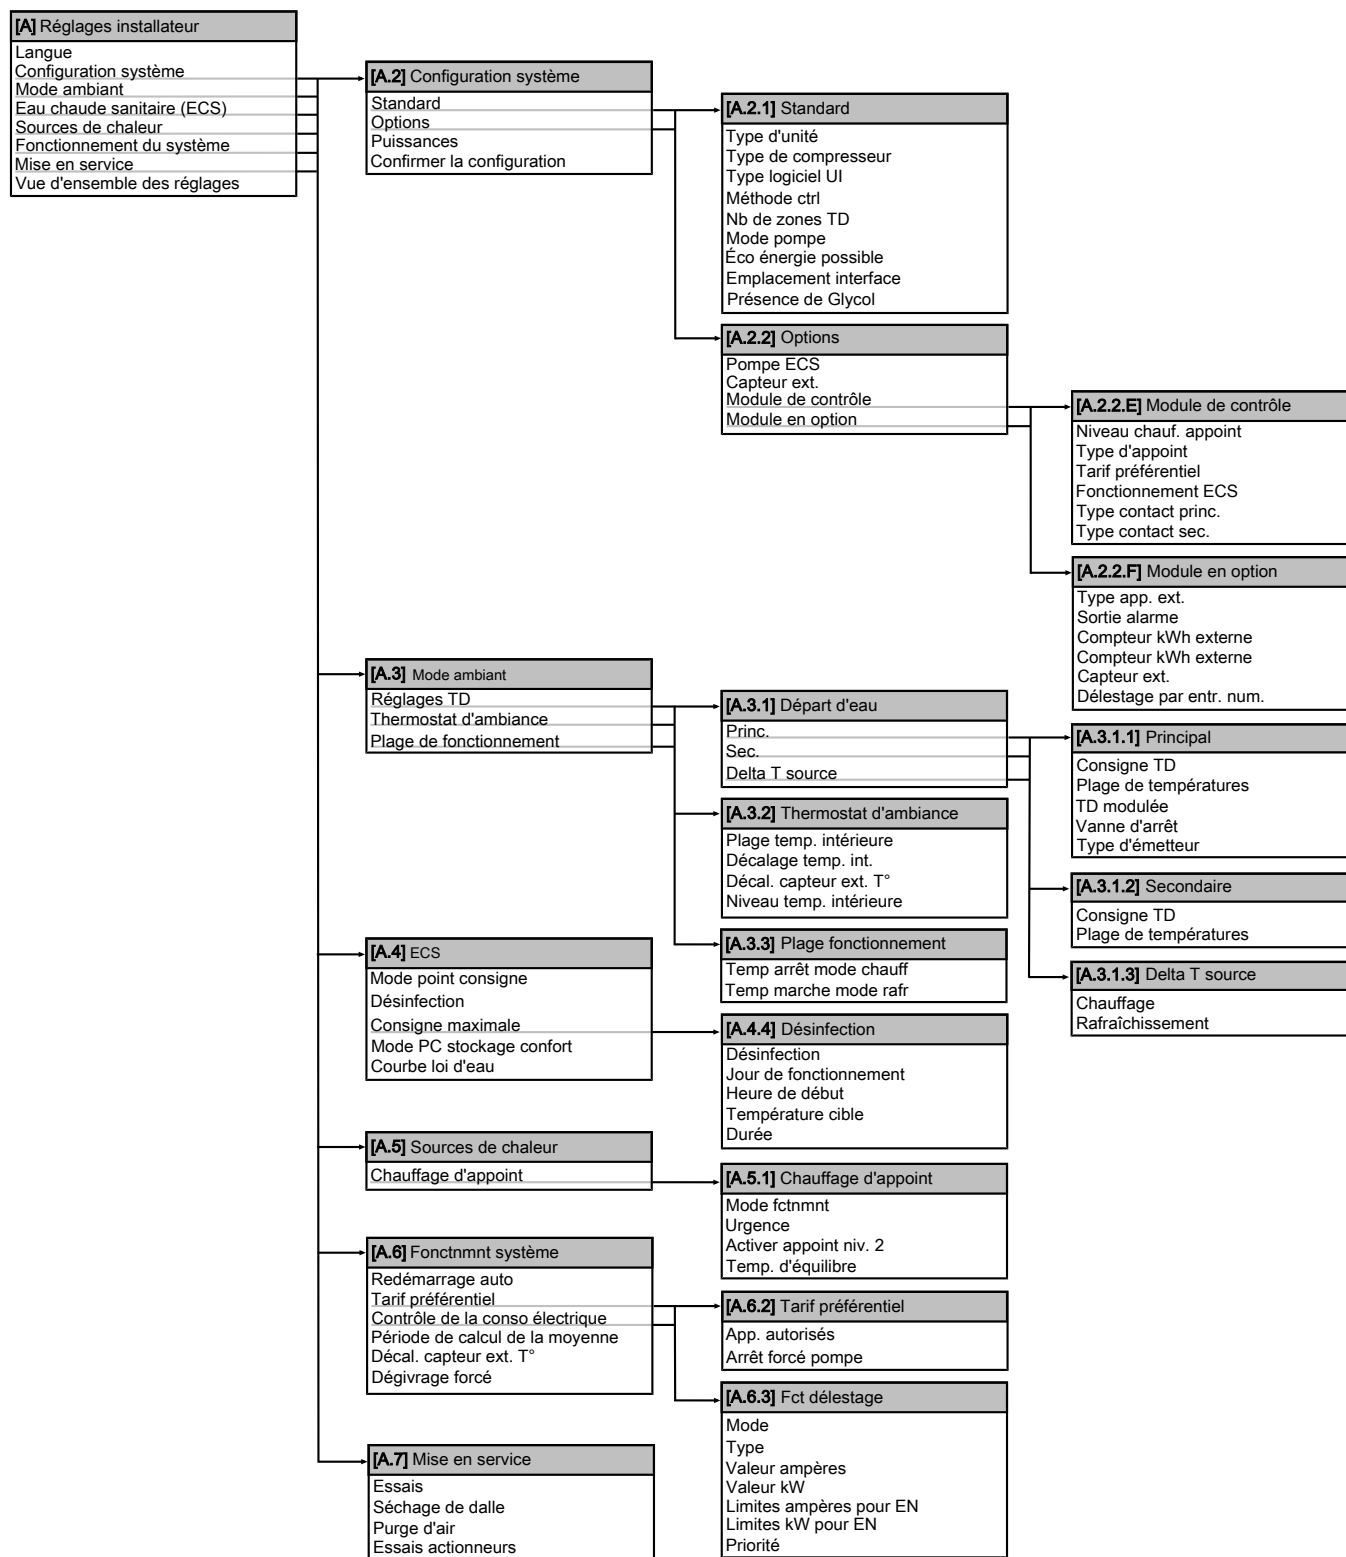 [A] Réglages installateur
Langue
Configuration système
Mode ambiant
Eau chaude sanitaire (ECS)
Sources de chaleur
Fonctionnement du système
Mise en service
Vue d'ensemble des réglages
[A.2] Configuration système
Standard
Options
Puissances
Confirmer la configuration
[A.2.1] Standard
Type d'unité
Type de compresseur
Type logiciel UI
Méthode ctrl
Nb de zones TD
Mode pompe
Éco énergie possible
Emplacement interface
Présence de Glycol
[A.2.2] Options
Pompe ECS
Capteur ext.
Module de contrôle
Module en option
[A.2.2.E] Module de contrôle
Niveau chauf. appoint
Type d'appoint
Tarif préférentiel
Fonctionnement ECS
Type contact princ.
Type contact sec.
[A.2.2.F] Module en option
Type app. ext.
Sortie alarme
Compteur kWh externe
Compteur kWh externe
Capteur ext.
Délestage par entr. num.
[A.3] Mode ambiant
Réglages TD
Thermostat d'ambiance
Plage de fonctionnement
[A.3.1] Départ d'eau
Princ.
Sec.
Delta T source
[A.3.1.1] Principal
Consigne TD
Plage de températures
TD modulée
Vanne d'arrêt
Type d'émetteur
[A.3.2] Thermostat d'ambiance
Plage temp. intérieure
Décalage temp. int.
Décal. capteur ext. T°
Niveau temp. intérieure
[A.3.1.2] Secondaire
Consigne TD
Plage de températures
[A.3.3] Plage fonctionnement
Temp arrêt mode chauff
Temp marche mode rafr
[A.3.1.3] Delta T source
Chauffage
Rafraîchissement
[A.4] ECS
Mode point consigne
Désinfection
Consigne maximale
Mode PC stockage confort
Courbe loi d'eau
[A.4.4] Désinfection
Désinfection
Jour de fonctionnement
Heure de début
Température cible
Durée
[A.5] Sources de chaleur
Chauffage d'appoint
[A.5.1] Chauffage d'appoint
Mode fctnmnt
Urgence
Activer appoint niv. 2
Temp. d'équilibre
[A.6] Fonctnmnt système
Redémarrage auto
Tarif préférentiel
Contrôle de la conso électrique
Période de calcul de la moyenne
Décal. capteur ext. T°
Dégivrage forcé
[A.6.2] Tarif préférentiel
App. autorisés
Arrêt forcé pompe
[A.6.3] Fct délestage
Mode
Type
Valeur ampères
Valeur kW
Limites ampères pour EN
Limites kW pour EN
Priorité
[A.7] Mise en service
Essais
Séchage de dalle
Purge d'air
Essais actionneurs